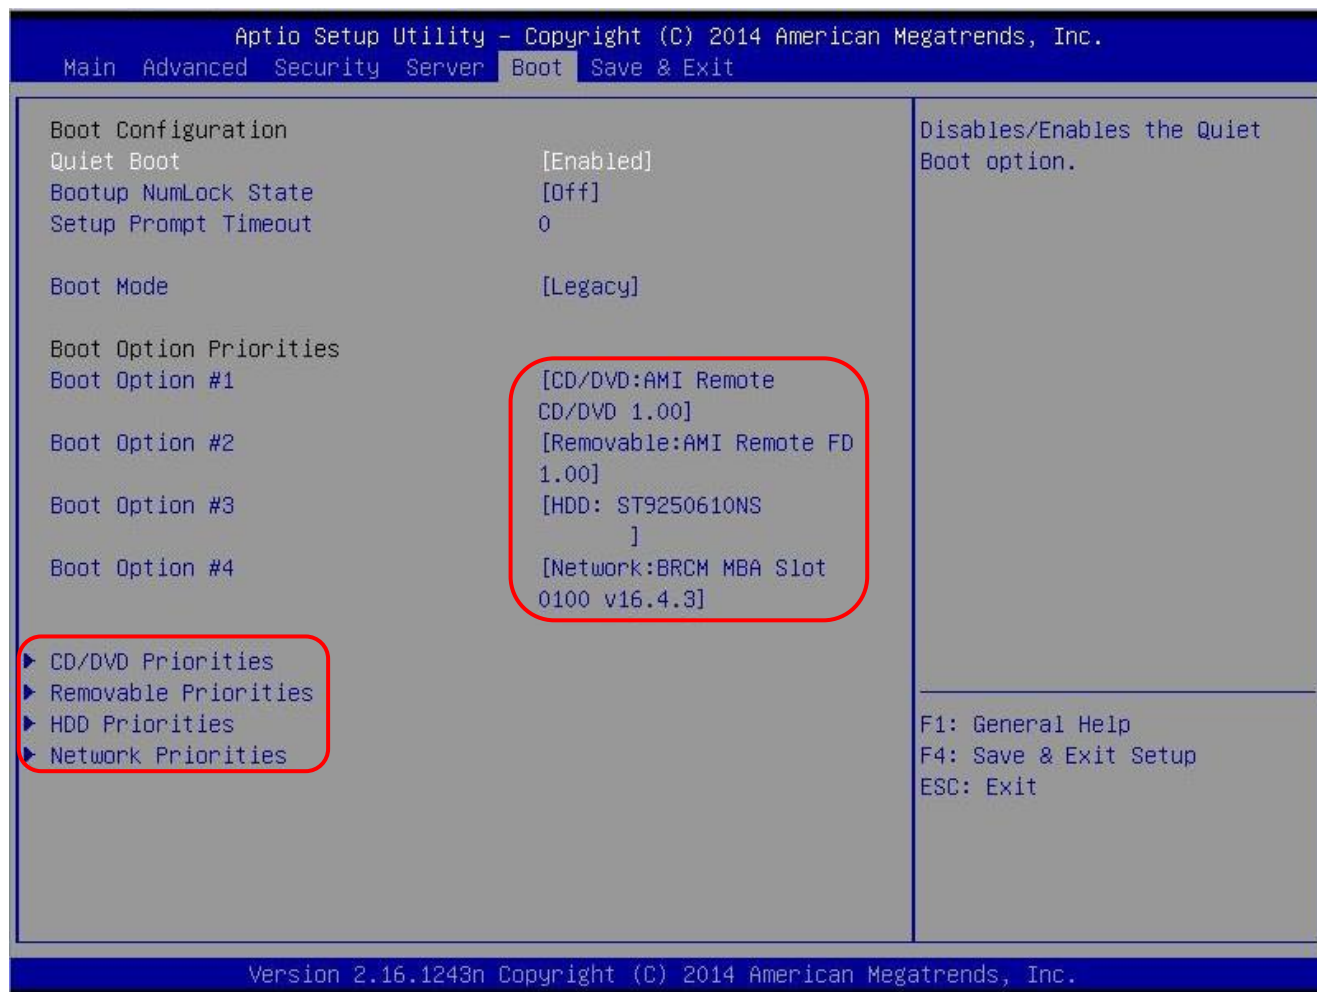 Aptio Setup Utility – Copyright (C) 2014 American Megatrends, Inc.
Main Advanced Security Server Boot Save & Exit
Boot Configuration
Quiet Boot [Enabled]
Bootup NumLock State [Off]
Setup Prompt Timeout 0
Boot Mode [Legacy]
Boot Option Priorities
Boot Option #1 [CD/DVD:AMI Remote
CD/DVD 1.00]
Boot Option #2 [Removable:AMI Remote FD
1.00]
Boot Option #3 [HDD: ST9250610NS
]
Boot Option #4 [Network:BRCM MBA Slot
0100 v16.4.3]
CD/DVD Priorities
Removable Priorities
HDD Priorities
Network Priorities
Disables/Enables the Quiet
Boot option.
F1: General Help
F4: Save & Exit Setup
ESC: Exit
Version 2.16.1243n Copyright (C) 2014 American Megatrends, Inc.